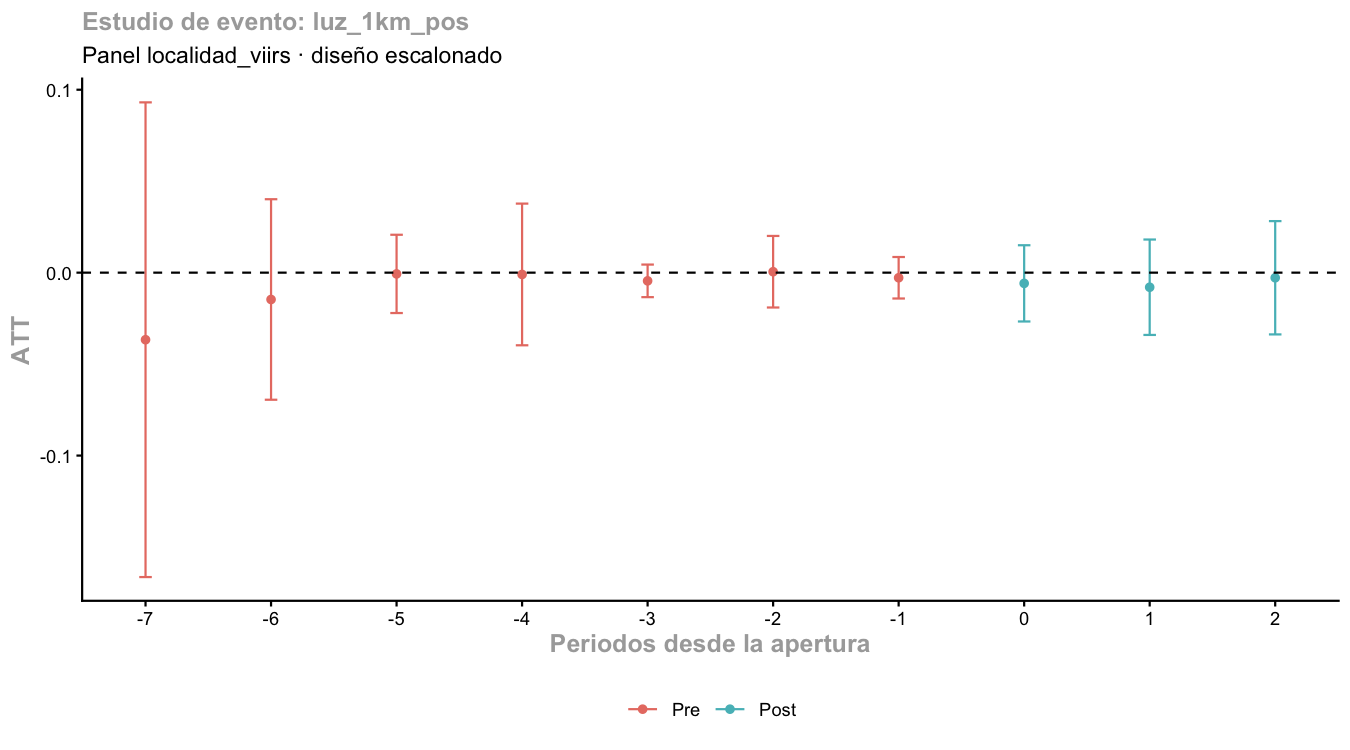 Estudio de evento: luz_1km_pos
Panel localidad_viirs · diseño escalonado
0.1
0.0
-0.1
ATT
-7 -6 -5 -4 -3 -2 -1 0 1 2
Periodos desde la apertura
Pre Post